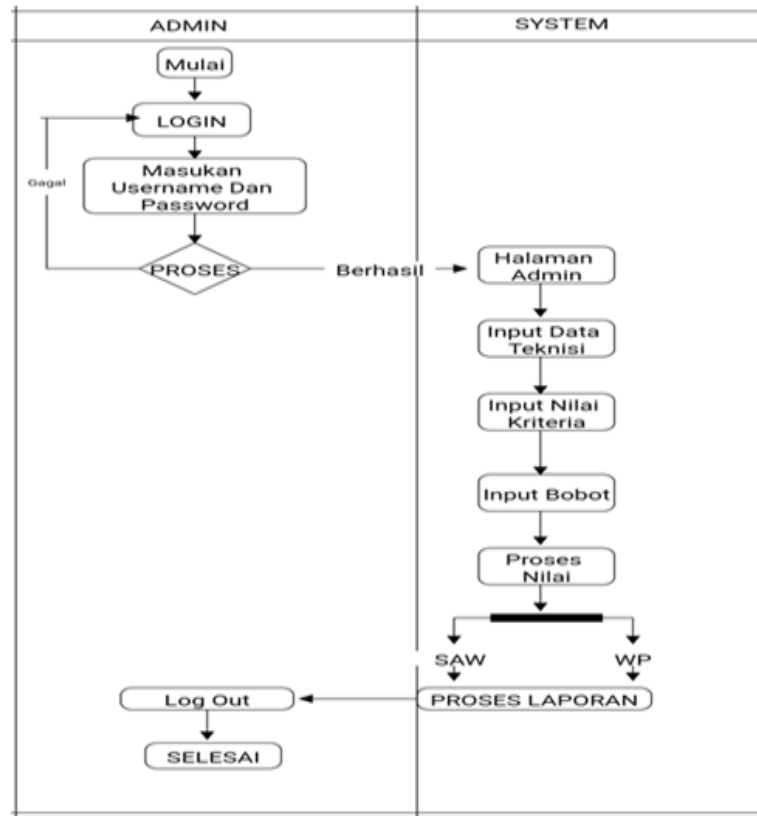 ADMIN
SYSTEM
Mulai
LOGIN
Masukan
Username Dan
Password
Gagal
PROSES
Berhasil
Halaman
Admin
Input Data
Teknisi
Input Nilai
Kriteria
Input Bobot
Proses
Nilai
SAW
WP
PROSES LAPORAN
Log Out
SELESAI